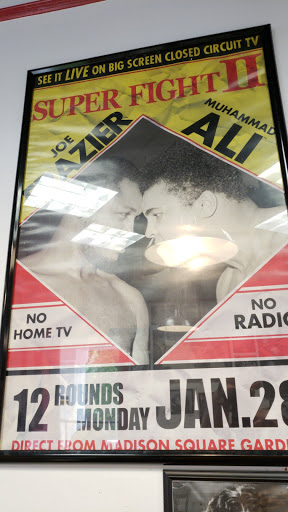 SEE IT LIVE ON BIG SCREEN CLOSED CIRCUIT TV
SUPER FIGHT II
JOE
AZIER
MUHAMMAD
ALI
NO
HOME TV
NO
RADIO
12 ROUNDS
MONDAY JAN. 28
DIRECT FROM MADISON SQUARE GARDE